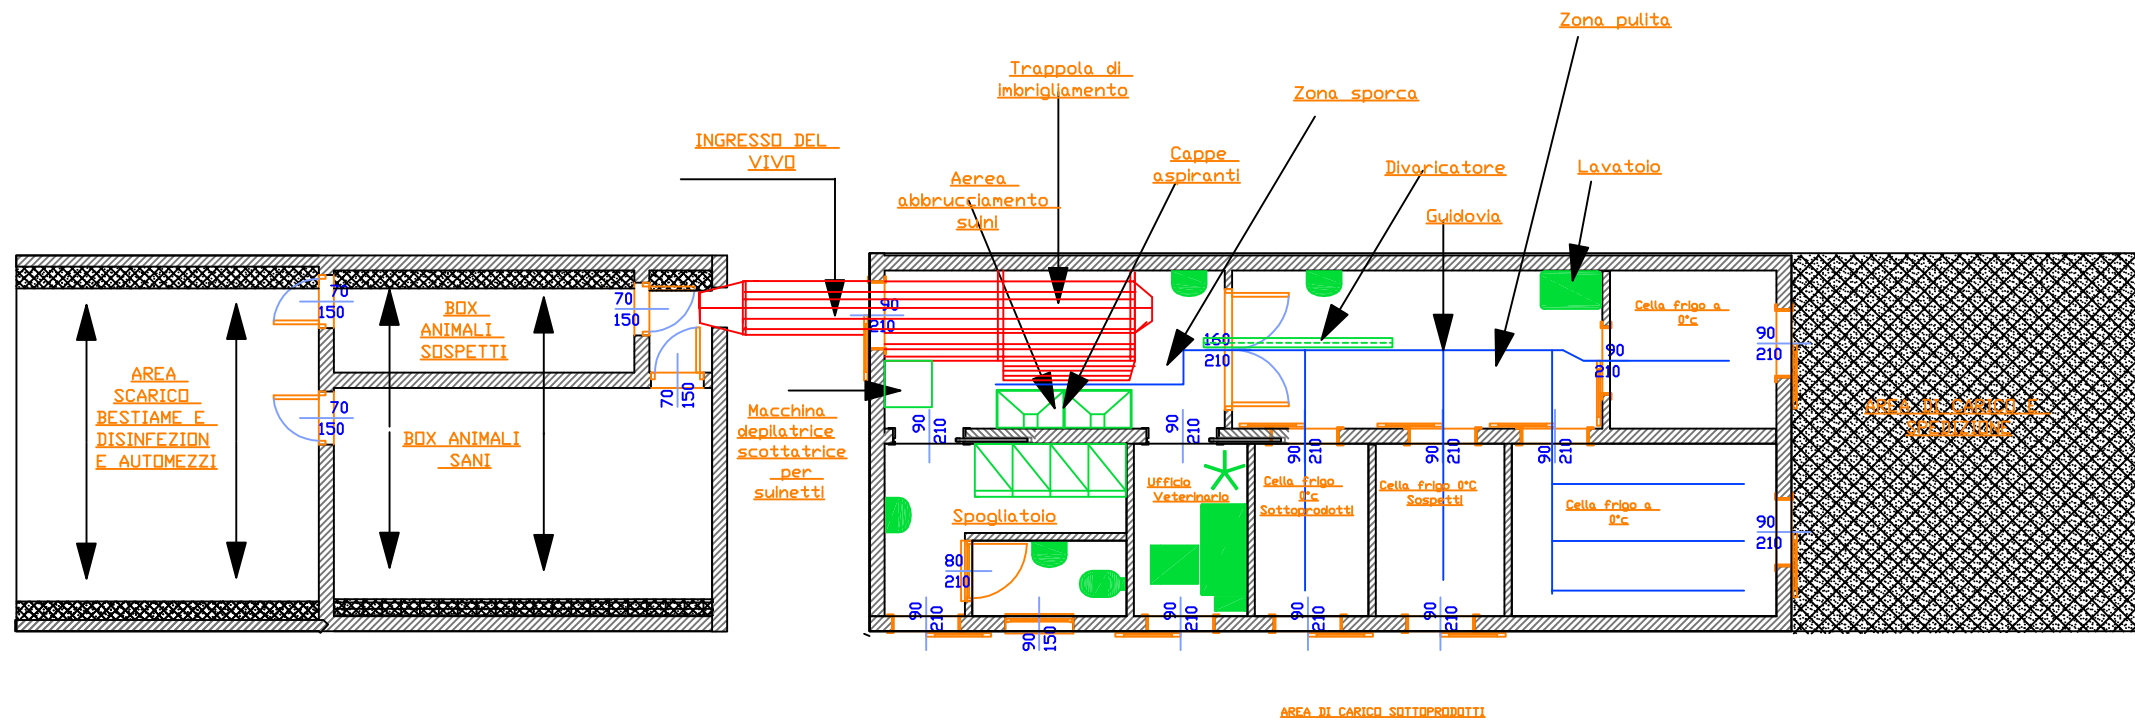 Zona pulita
Trappola di
imbrigliamento
Zona sporca
INGRESSO DEL
VIVO
Cappe
aspiranti
Divaricatore
Lavatoio
Aerea
abbrucciamento
suini
Guidovia
70
150
70
150
BOX
ANIMALI
SOSPETTI
90
210
160
210
Cella frigo a
0°c
90
210
90
210
AREA
SCARICO
BESTIAME E
DISINFEZION
E AUTOMEZZI
70
150
70
150
BOX ANIMALI
SANI
Macchina
depilatrice
scottatrice
per
suinetti
90
210
90
210
90
210
90
210
90
210
AREA DI CARICO E
SPEDIZIONE
Spogliatoio
Ufficio
Veterinario
Cella frigo
0°c
Sottoprodotti
Cella frigo 0°C
Sospetti
Cella frigo a
0°c
90
210
80
210
90
210
90
150
90
210
90
210
90
210
AREA DI CARICO SOTTOPRODOTTI